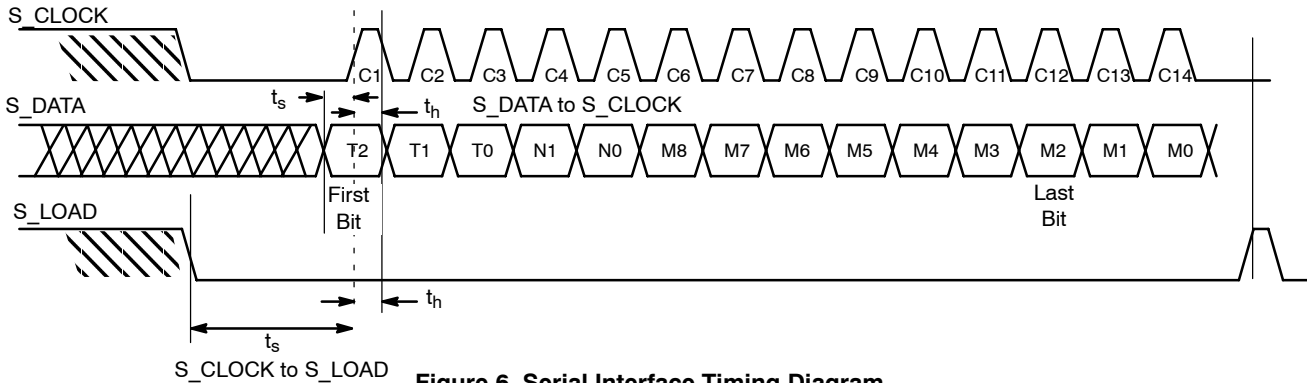 S_CLOCK
C1 C2 C3 C4 C5 C6 C7 C8 C9 C10 C11 C12 C13 C14
ts
S_DATA
th
S_DATA to S_CLOCK
T2 T1 T0 N1 N0 M8 M7 M6 M5 M4 M3 M2 M1 M0
First
Bit
Last
Bit
S_LOAD
th
ts
S_CLOCK to S_LOAD
Figure 6. Serial Interface Timing Diagram